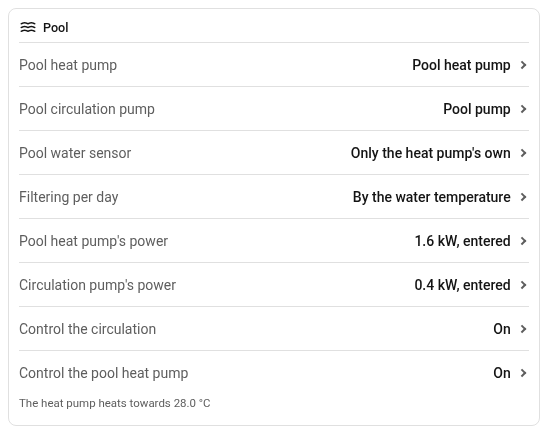 Pool
Pool heat pump Pool heat pump
Pool circulation pump Pool pump
Pool water sensor Only the heat pump's own
Filtering per day By the water temperature
Pool heat pump's power 1.6 kW, entered
Circulation pump's power 0.4 kW, entered
Control the circulation On
Control the pool heat pump On
The heat pump heats towards 28.0 °C